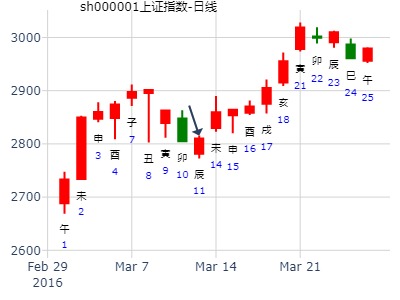 sh000001上证指数-日线
3000
2900
2800
2700
2600
午
1
未
2
申
3
酉
4
子
7
丑
8
寅
9
卯
10
辰
11
未
14
申
15
酉
16
戌
17
亥
18
寅
21
卯
22
辰
23
巳
24
午
25
Feb 29
2016
Mar 7
Mar 14
Mar 21